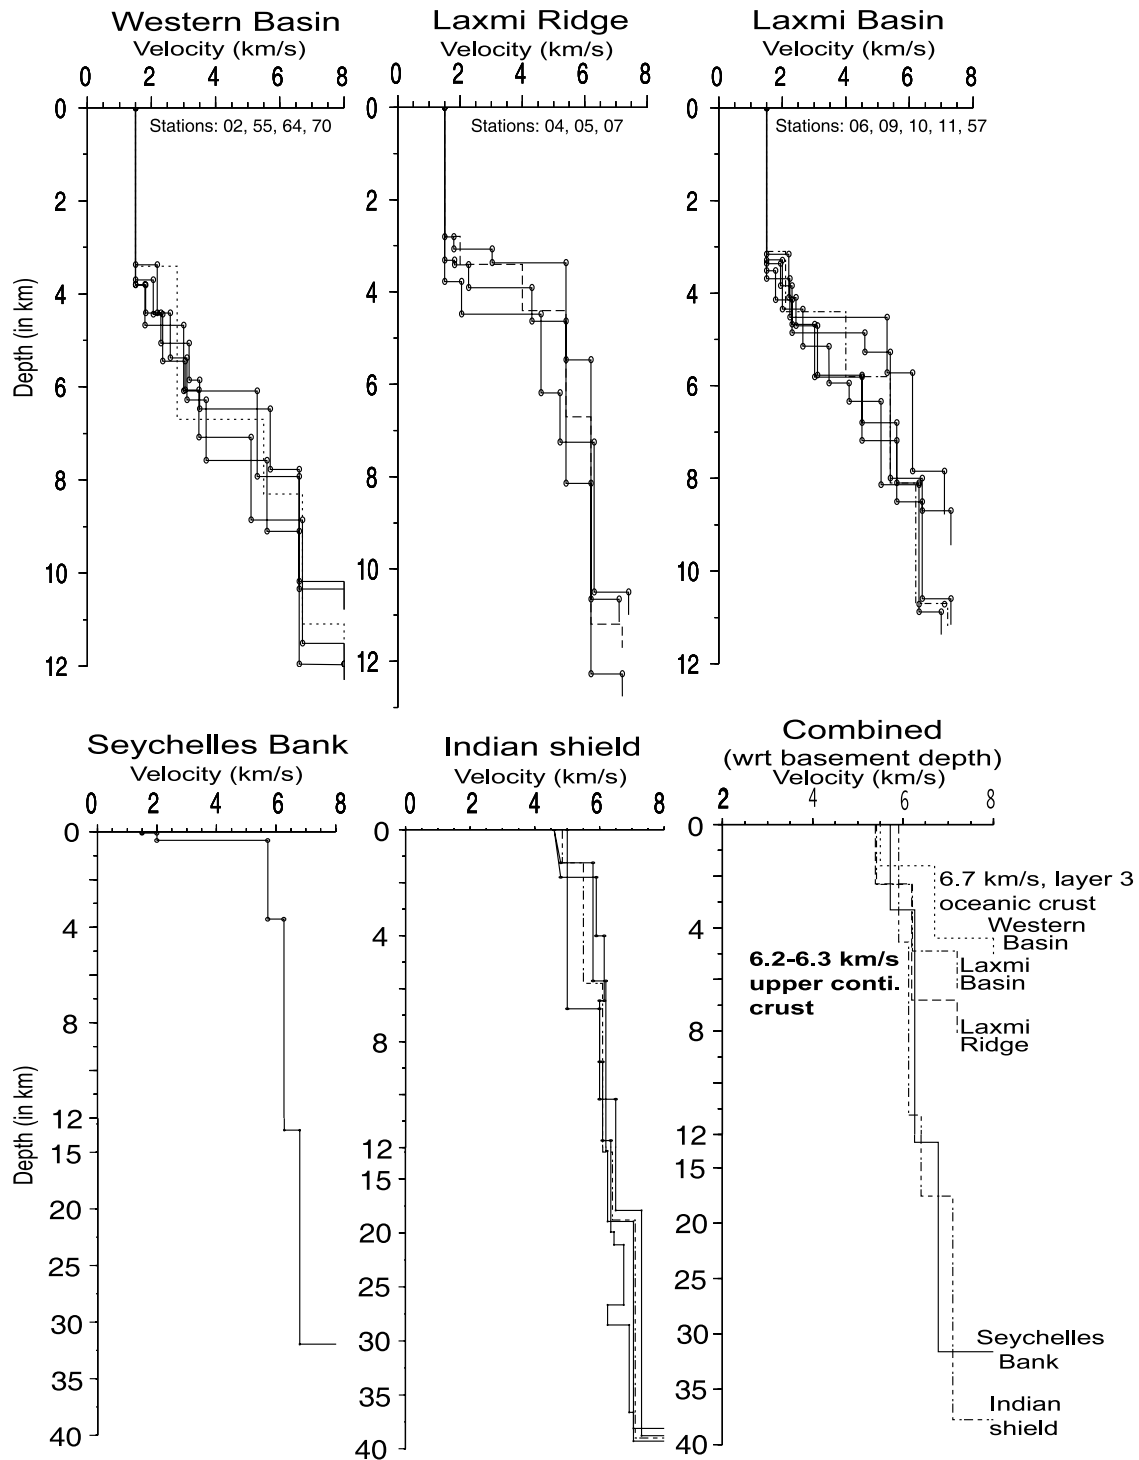 Western Basin
Velocity (km/s)
0 2 4 6 8
Stations: 02, 55, 64, 70
0
2
4
6
8
10
12
Depth (in km)
Laxmi Ridge
Velocity (km/s)
0 2 4 6 8
Stations: 04, 05, 07
0
2
4
6
8
10
12
Laxmi Basin
Velocity (km/s)
0 2 4 6 8
Stations: 06, 09, 10, 11, 57
0
2
4
6
8
10
12
Seychelles Bank
Velocity (km/s)
0 2 4 6 8
0
4
8
12
15
20
25
30
35
40
Depth (in km)
Indian shield
Velocity (km/s)
0 2 4 6 8
0
4
8
12
15
20
25
30
35
40
Combined
(wrt basement depth)
Velocity (km/s)
2 4 6 8
0
4
8
12
15
20
25
30
35
40
6.7 km/s, layer 3
oceanic crust
Western
Basin
6.2-6.3 km/s
upper conti.
crust
Laxmi
Basin
Laxmi
Ridge
Seychelles
Bank
Indian
shield